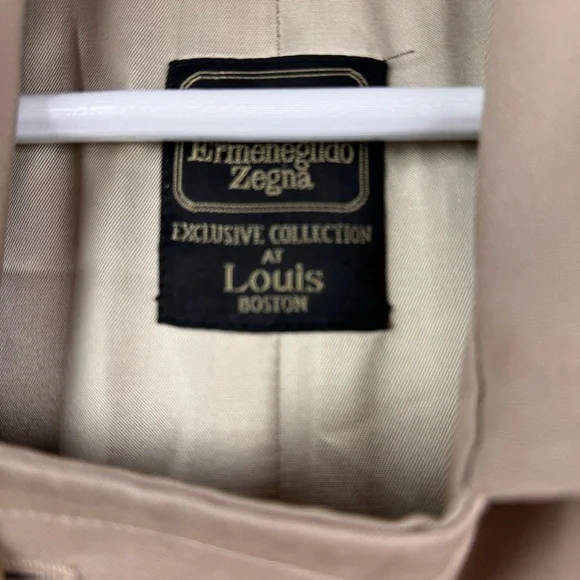 Ermenegildo
Zegna
EXCLUSIVE COLLECTION
AT
Louis
BOSTON